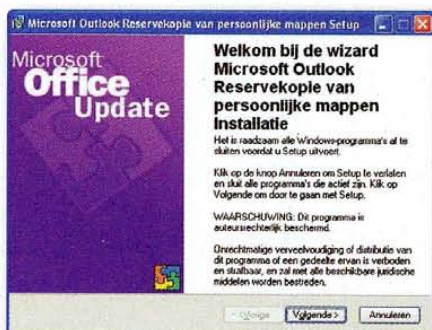 Microsoft Outlook Reservekopie van persoonlijke mappen Setup
Microsoft
Office
Update
Welkom bij de wizard
Microsoft Outlook
Reservekopie van
persoonlijke mappen
Installatie
Het is raadzaam alle Windows-programma's af te
sluiten voordat u Setup uitvoert.
Klik op de knop Annuleren om Setup te verlaten
en sluit alle programma's die actief zijn. Klik op
Volgende om door te gaan met Setup.
WAARSCHUWING: Dit programma is
auteursrechtelijk beschermd.
Onrechtmatige verveelvoudiging of distributie van
dit programma of een gedeelte ervan is verboden
en strafbaar, en zal met alle beschikbare juridische
middelen worden bestreden.
< Vorige Volgende > Annuleren